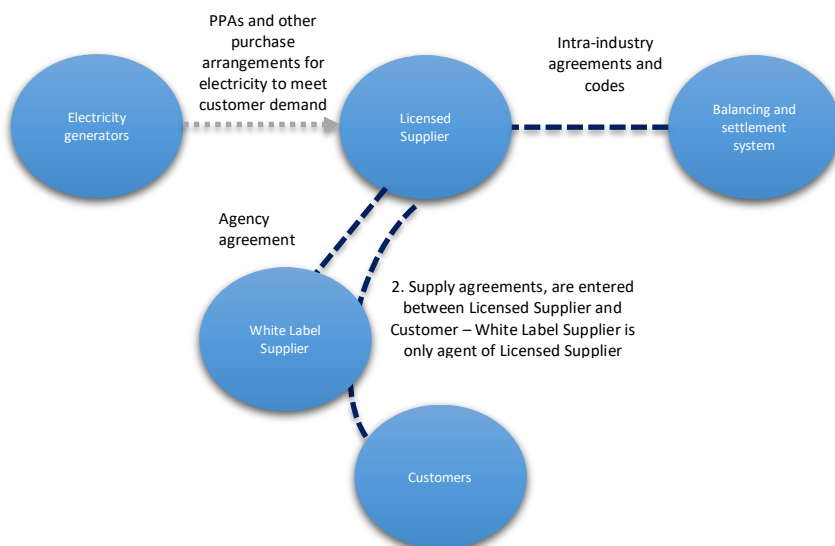 PPAs and other
purchase
arrangements for
electricity to meet
customer demand
Intra-industry
agreements and
codes
Electricity
generators
Licensed
Supplier
Balancing and
settlement
system
Agency
agreement
2. Supply agreements, are entered
between Licensed Supplier and
Customer – White Label Supplier is
only agent of Licensed Supplier
White Label
Supplier
Customers